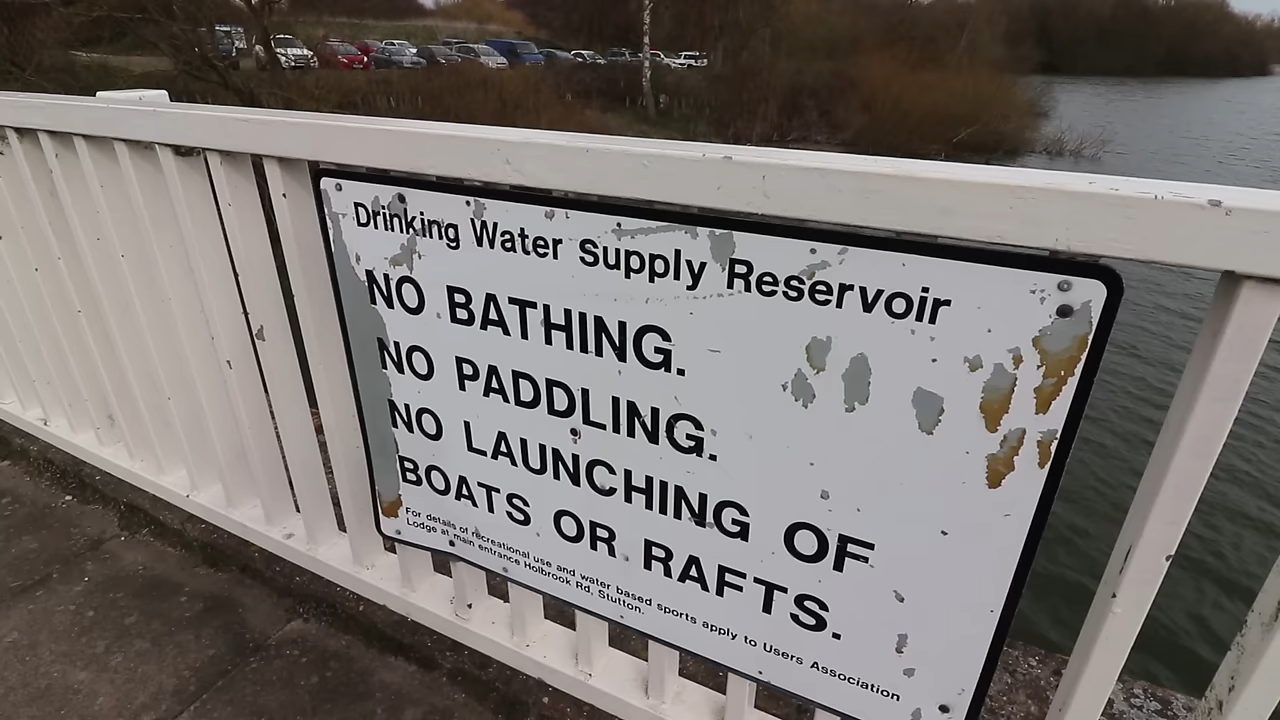 Drinking Water Supply Reservoir
NO BATHING.
NO PADDLING.
NO LAUNCHING OF
BOATS OR RAFTS.
For details of recreational use and water based sports apply to Users Association
Lodge at main entrance Holbrook Rd, Stutton.